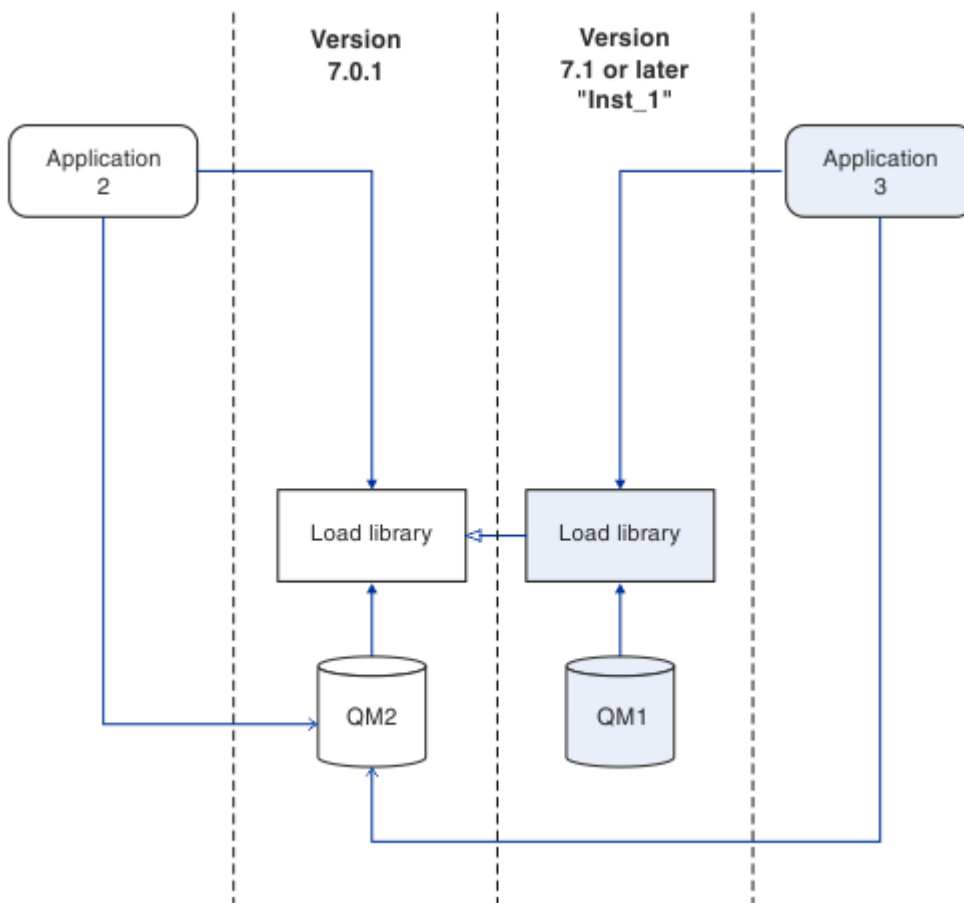 Version
7.0.1
Version
7.1 or later
"Inst_1"
Application
2
Application
3
Load library
Load library
QM2
QM1